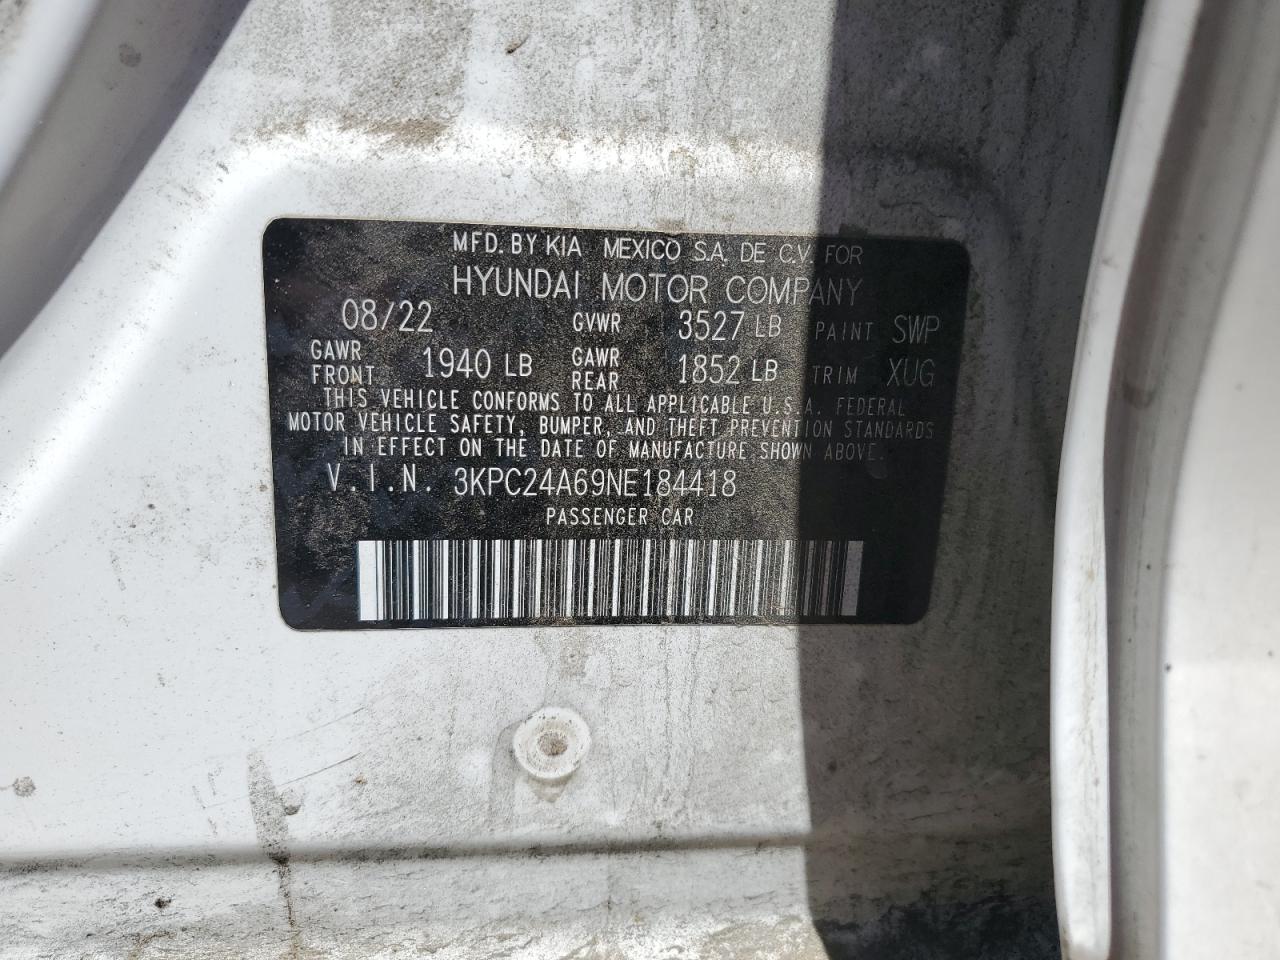 MFD. BY KIA MEXICO S.A. DE C.V. FOR
HYUNDAI MOTOR COMPANY
08/22 GVWR 3527 LB PAINT SWP
GAWR FRONT 1940 LB GAWR REAR 1852 LB TRIM XUG
THIS VEHICLE CONFORMS TO ALL APPLICABLE U.S.A. FEDERAL
MOTOR VEHICLE SAFETY, BUMPER, AND THEFT PREVENTION STANDARDS
IN EFFECT ON THE DATE OF MANUFACTURE SHOWN ABOVE.
V.I.N. 3KPC24A69NE184418
PASSENGER CAR